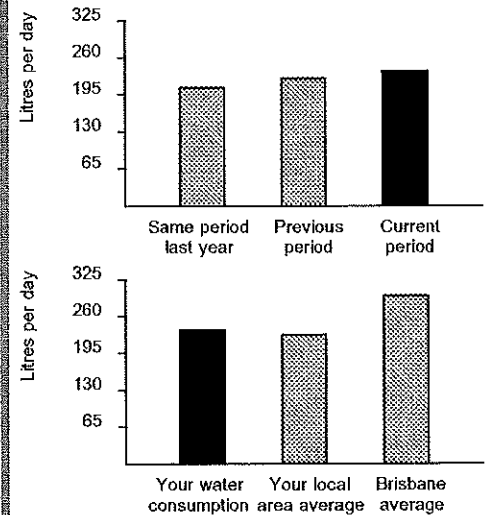 Litres per day
325
260
195
130
65
Same period
last year
Previous
period
Current
period
Litres per day
325
260
195
130
65
Your water
consumption
Your local
area average
Brisbane
average